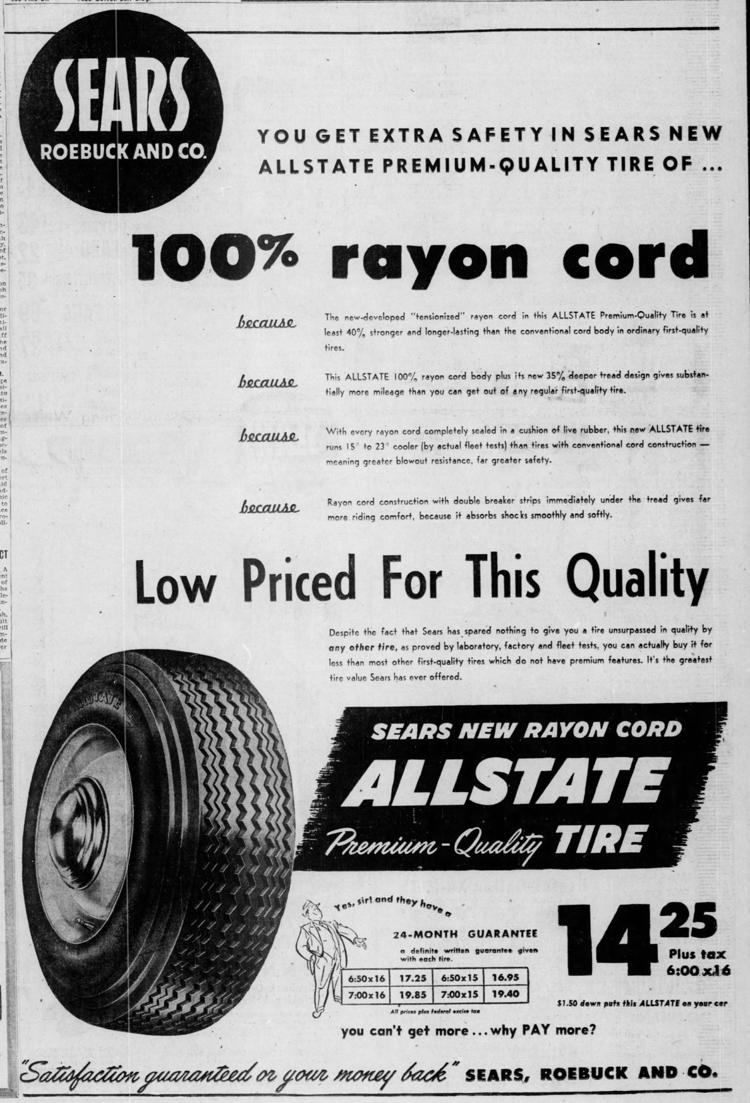 SEARS
ROEBUCK AND CO.
YOU GET EXTRA SAFETY IN SEARS NEW
ALLSTATE PREMIUM-QUALITY TIRE OF ...
100% rayon cord
because
The new-developed "tensionized" rayon cord in this ALLSTATE Premium-Quality Tire is at
least 40% stronger and longer-lasting than the conventional cord body in ordinary first-quality
tires.
because
This ALLSTATE 100% rayon cord body plus its new 35% deeper tread design gives substan-
tially more mileage than you can get out of any regular first-quality tire.
because
With every rayon cord completely sealed in a cushion of live rubber, this new ALLSTATE tire
runs 15° to 23° cooler (by actual fleet tests) than tires with conventional cord construction —
meaning greater blowout resistance, far greater safety.
because
Rayon cord construction with double breaker strips immediately under the tread gives far
more riding comfort, because it absorbs shocks smoothly and softly.
Low Priced For This Quality
Despite the fact that Sears has spared nothing to give you a tire unsurpassed in quality by
any other tire, as proved by laboratory, factory and fleet tests, you can actually buy it for
less than most other first-quality tires which do not have premium features. It's the greatest
tire value Sears has ever offered.
SEARS NEW RAYON CORD
ALLSTATE
Premium-Quality TIRE
Yes, sir! and they have a
24-MONTH GUARANTEE
a definite written guarantee given
with each tire.
6:50x16 17.25 6:50x15 16.95
7:00x16 19.85 7:00x15 19.40
All prices plus federal excise tax
14 25
Plus tax
6:00 x16
$1.50 down puts this ALLSTATE on your car
you can't get more ... why PAY more?
"Satisfaction guaranteed or your money back" SEARS, ROEBUCK AND CO.